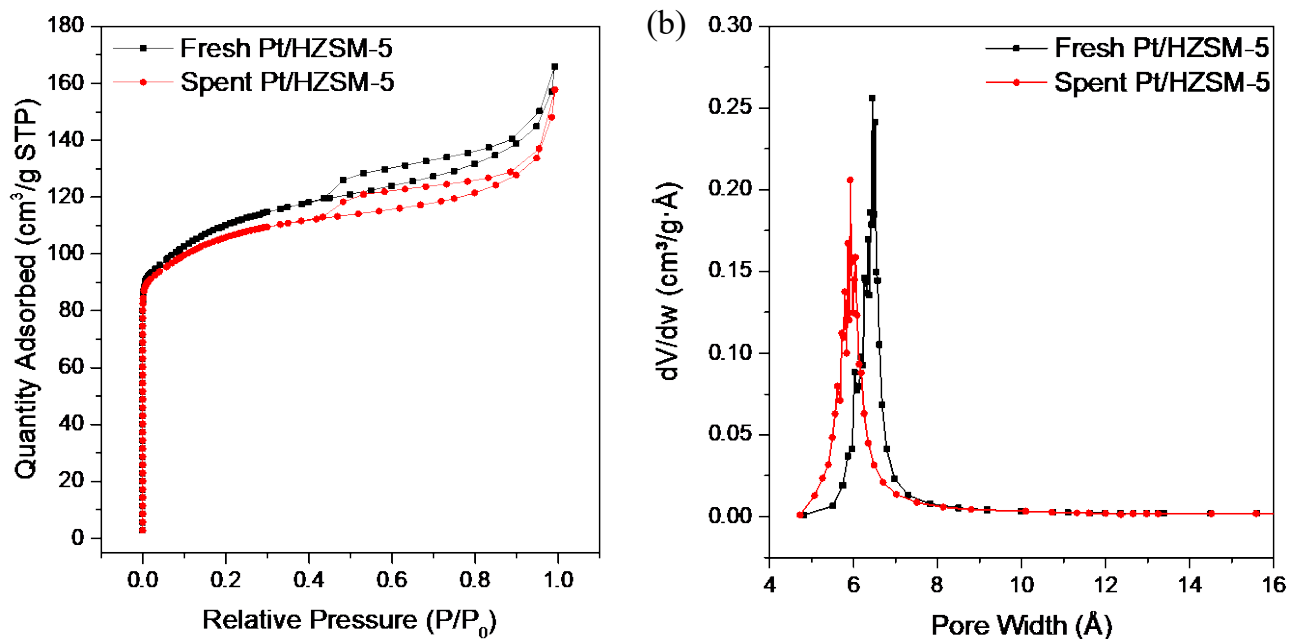 180
160
140
120
100
80
60
40
20
0
Quantity Adsorbed (cm³/g STP)
Fresh Pt/HZSM-5
Spent Pt/HZSM-5
0.0 0.2 0.4 0.6 0.8 1.0
Relative Pressure (P/P₀)
(b)
0.30
0.25
0.20
0.15
0.10
0.05
0.00
dV/dw (cm³/g·Å)
Fresh Pt/HZSM-5
Spent Pt/HZSM-5
4 6 8 10 12 14 16
Pore Width (Å)